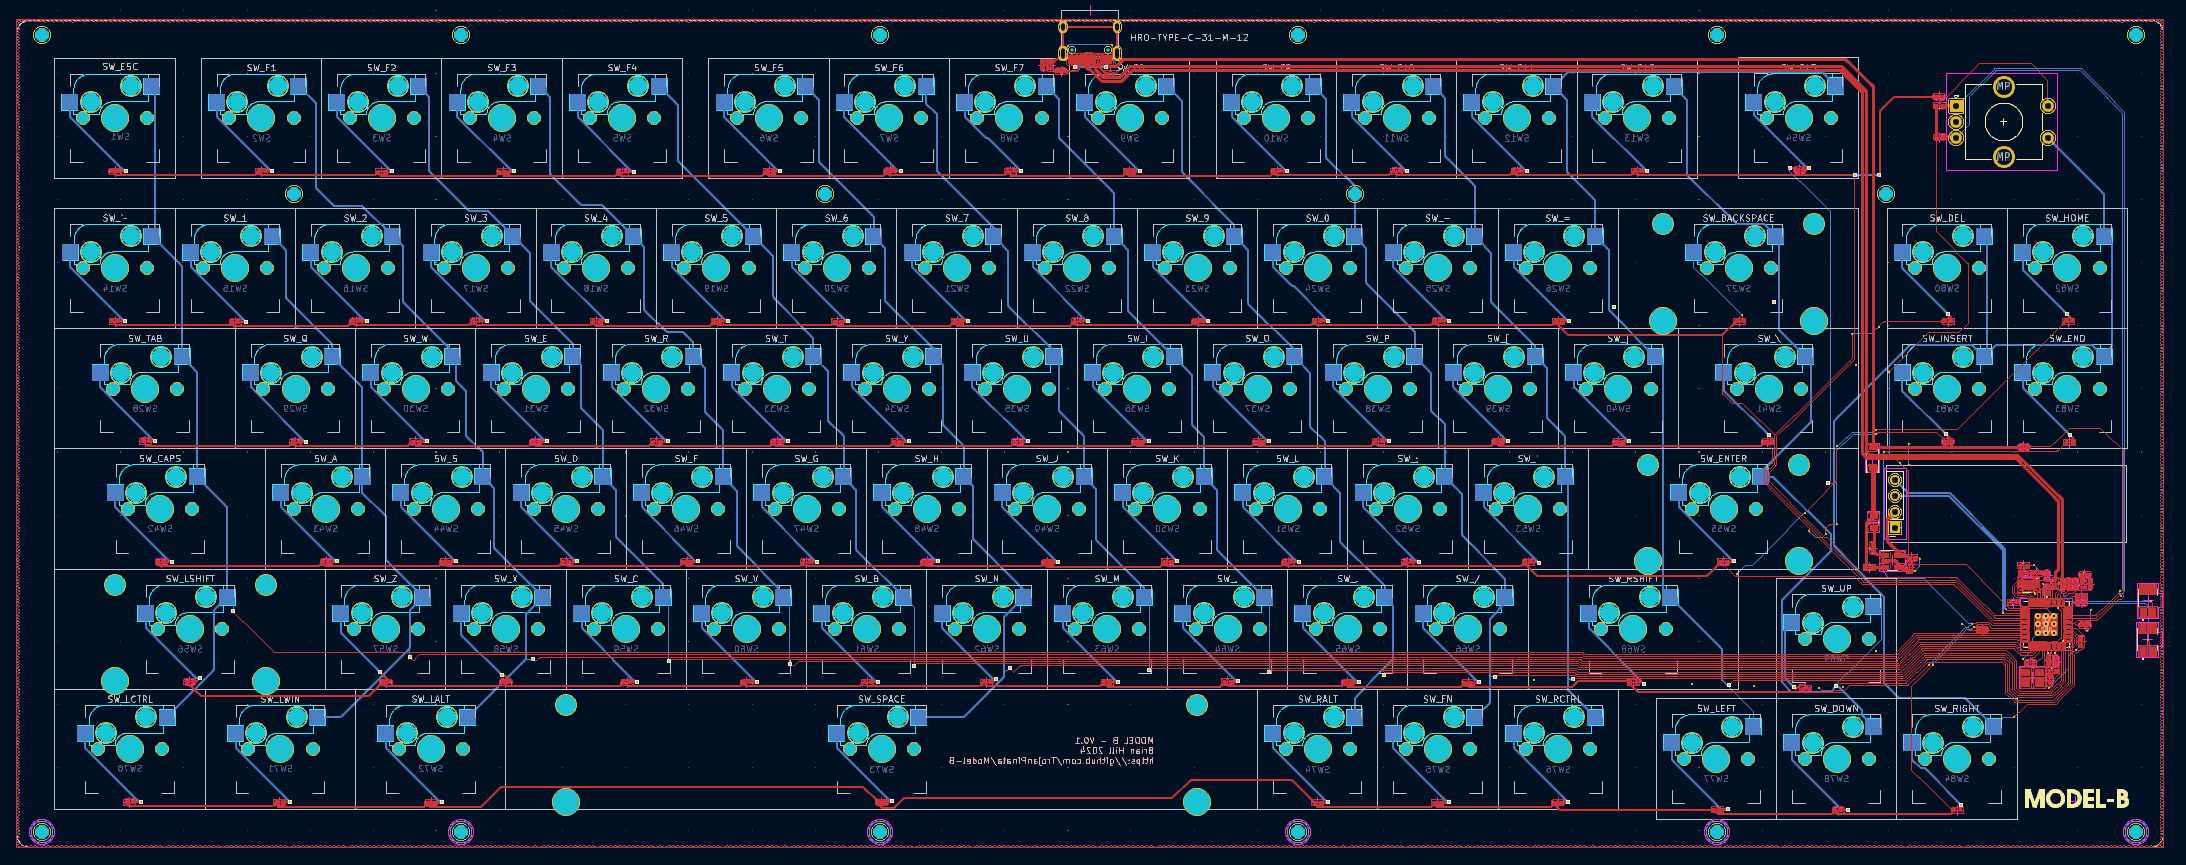 HRO-TYPE-C-31-M-12
SW_ESC SW_F1 SW_F2 SW_F3 SW_F4 SW_F5 SW_F6 SW_F7
MP
SW1 SW2 SW3 SW4 SW5 SW6 SW7 SW8 SW9 SW10 SW11 SW12 SW13 SW54
MP
SW_1 SW_2 SW_3 SW_4 SW_5 SW_6 SW_7 SW_8 SW_9 SW_0 SW_- SW_= SW_BACKSPACE SW_DEL SW_HOME
SW14 SW15 SW16 SW17 SW18 SW19 SW20 SW21 SW22 SW23 SW24 SW25 SW26 SW27 SW80 SW82
SW_TAB SW_Q SW_W SW_E SW_R SW_T SW_Y SW_U SW_I SW_O SW_P SW_[ SW_] SW_\ SW_INSERT SW_END
SW28 SW29 SW30 SW31 SW32 SW33 SW34 SW35 SW36 SW37 SW38 SW39 SW40 SW41 SW81 SW83
SW_CAPS SW_A SW_S SW_D SW_F SW_G SW_H SW_J SW_K SW_L SW_; SW_' SW_ENTER
SW42 SW43 SW44 SW45 SW46 SW47 SW48 SW49 SW50 SW51 SW52 SW53 SW55
SW_LSHIFT SW_Z SW_X SW_C SW_V SW_B SW_N SW_M SW_, SW_. SW_/ SW_RSHIFT SW_UP
SW56 SW57 SW58 SW59 SW60 SW61 SW62 SW63 SW64 SW65 SW66 SW68
SW_LCTRL SW_LWIN SW_LALT SW_SPACE SW_RALT SW_FN SW_RCTRL SW_LEFT SW_DOWN SW_RIGHT
SW70 SW71 SW72 SW73 SW74 SW75 SW76 SW77 SW78 SW84
MODEL B - V0.1
Brian Hill 2024
https://github.com/TrojanPinata/Model-B
MODEL-B